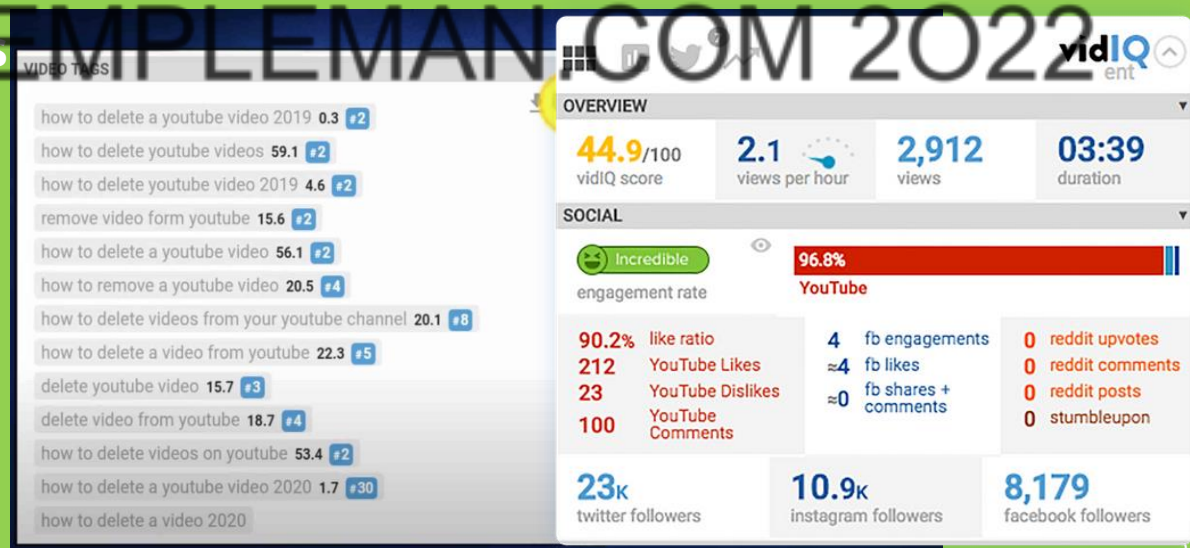 EMPLEMAN.COM 2022
VIDEO TAGS
how to delete a youtube video 2019 0.3 #2
how to delete youtube videos 59.1 #2
how to delete youtube video 2019 4.6 #2
remove video form youtube 15.6 #2
how to delete a youtube video 56.1 #2
how to remove a youtube video 20.5 #4
how to delete videos from your youtube channel 20.1 #8
how to delete a video from youtube 22.3 #5
delete youtube video 15.7 #3
delete video from youtube 18.7 #4
how to delete videos on youtube 53.4 #2
how to delete a youtube video 2020 1.7 #30
how to delete a video 2020
vidIQ
ent
OVERVIEW
44.9/100 2.1 2,912 03:39
vidIQ score views per hour views duration
SOCIAL
Incredible 96.8%
engagement rate YouTube
90.2% like ratio
212 YouTube Likes
23 YouTube Dislikes
100 YouTube
Comments
4 fb engagements
≈4 fb likes
≈0 fb shares +
comments
0 reddit upvotes
0 reddit comments
0 reddit posts
0 stumbleupon
23K 10.9K 8,179
twitter followers instagram followers facebook followers